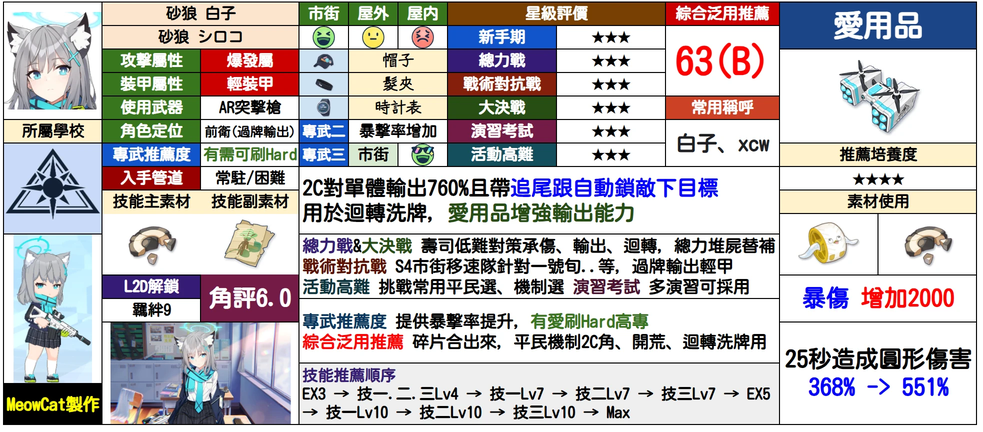 砂狼 白子
砂狼 シロコ
攻擊屬性 爆發屬
裝甲屬性 輕裝甲
使用武器 AR突擊槍
所屬學校
角色定位 前衛(過牌輸出)
專武推薦度 有需可刷Hard
入手管道 常駐/困難
技能主素材 技能副素材
L2D解鎖
羈絆9
角評6.0
MeowCat製作
市街 屋外 屋內
帽子
髮夾
時計表
專武二 暴擊率增加
專武三 市街
星級評價
新手期 ★★★
總力戰 ★★★
戰術對抗戰 ★★★
大決戰 ★★★
演習考試 ★★★
活動高難 ★★★
綜合泛用推薦
63(B)
常用稱呼
白子、xcw
2C對單體輸出760%且帶追尾跟自動鎖敵下目標
用於迴轉洗牌, 愛用品增強輸出能力
總力戰&大決戰 壽司低難對策承傷、輸出、迴轉, 總力堆屍替補
戰術對抗戰 S4市街移速隊針對一號旬..等, 過牌輸出輕甲
活動高難 挑戰常用平民選、機制選 演習考試 多演習可採用
專武推薦度 提供暴擊率提升, 有愛刷Hard高專
綜合泛用推薦 碎片合出來, 平民機制2C角、開荒、迴轉洗牌用
技能推薦順序
EX3 → 技一.二.三Lv4 → 技一Lv7 → 技二Lv7 → 技三Lv7 → EX5
→ 技一Lv10 → 技二Lv10 → 技三Lv10 → Max
愛用品
推薦培養度
★★★★
素材使用
暴傷 增加2000
25秒造成圓形傷害
368% -> 551%